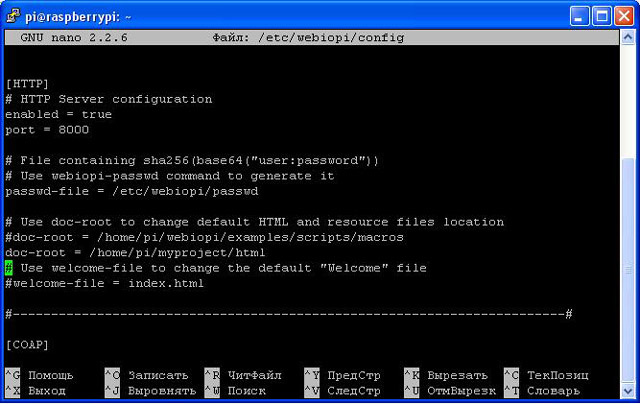 pi@raspberrypi: ~
GNU nano 2.2.6 Файл: /etc/webiopi/config
[HTTP]
# HTTP Server configuration
enabled = true
port = 8000
# File containing sha256(base64("user:password"))
# Use webiopi-passwd command to generate it
passwd-file = /etc/webiopi/passwd
# Use doc-root to change default HTML and resource files location
#doc-root = /home/pi/webiopi/examples/scripts/macros
doc-root = /home/pi/myproject/html
# Use welcome-file to change the default "Welcome" file
#welcome-file = index.html
#------------------------------------------------------------------------#
[COAP]
^G Помощь ^O Записать ^R ЧитФайл ^Y ПредСтр ^K Вырезать ^C ТекПозиц
^X Выход ^J Выровнять ^W Поиск ^V СледСтр ^U ОтмВырезк ^T Словарь